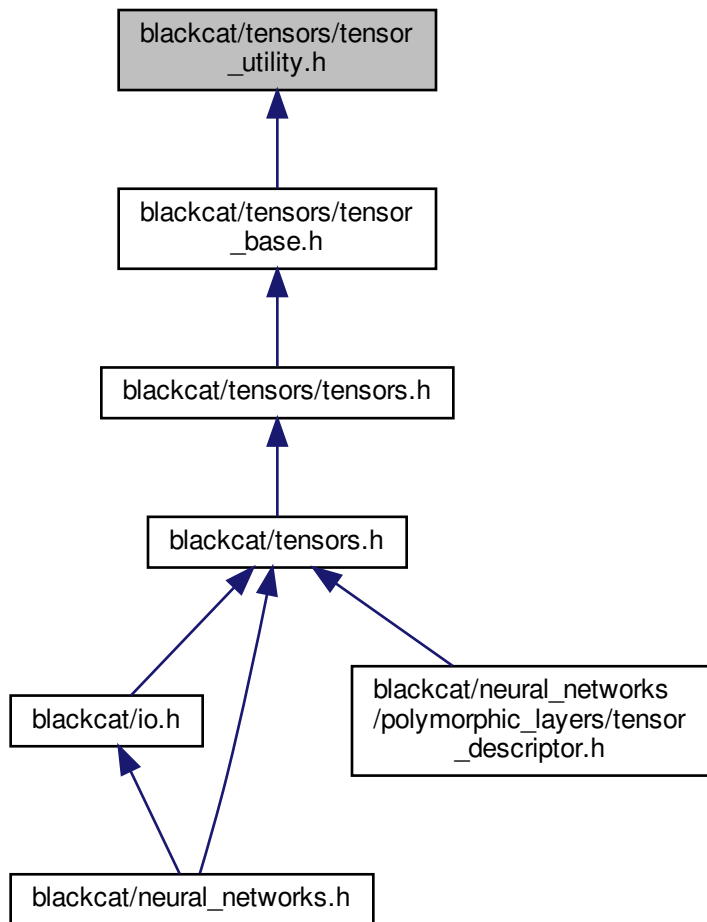 blackcat/tensors/tensor
_utility.h
blackcat/tensors/tensor
_base.h
blackcat/tensors/tensors.h
blackcat/tensors.h
blackcat/io.h
blackcat/neural_networks
/polymorphic_layers/tensor
_descriptor.h
blackcat/neural_networks.h